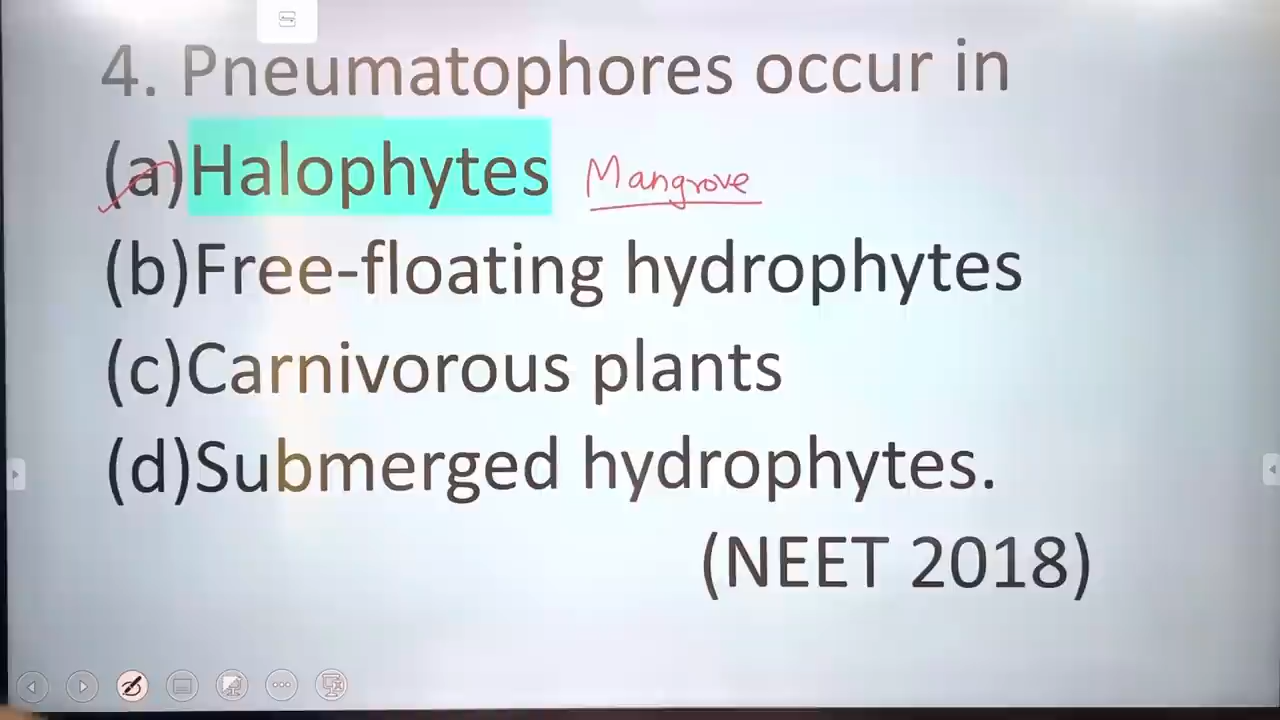 4. Pneumatophores occur in
(a)Halophytes Mangrove
(b)Free-floating hydrophytes
(c)Carnivorous plants
(d)Submerged hydrophytes.
(NEET 2018)